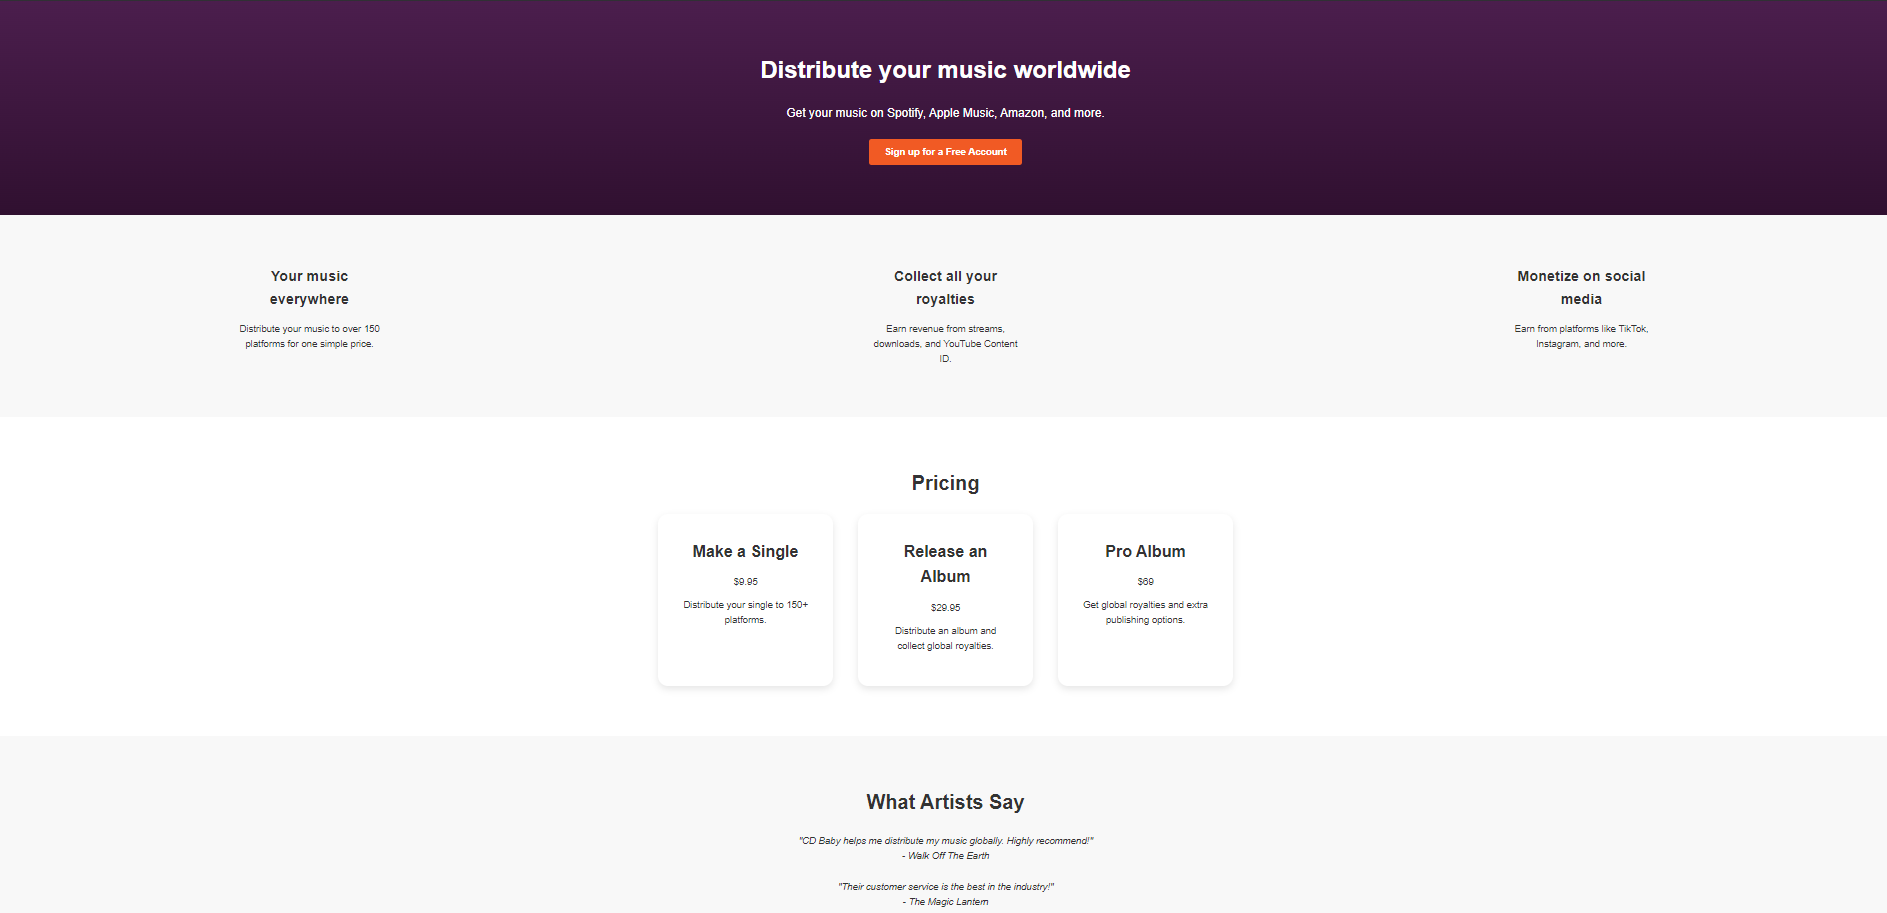 Distribute your music worldwide
Get your music on Spotify, Apple Music, Amazon, and more.
Sign up for a Free Account
Your music
everywhere
Distribute your music to over 150
platforms for one simple price.
Collect all your
royalties
Earn revenue from streams,
downloads, and YouTube Content
ID.
Monetize on social
media
Earn from platforms like TikTok,
Instagram, and more.
Pricing
Make a Single
$9.95
Distribute your single to 150+
platforms.
Release an
Album
$29.95
Distribute an album and
collect global royalties.
Pro Album
$69
Get global royalties and extra
publishing options.
What Artists Say
"CD Baby helps me distribute my music globally. Highly recommend!"
- Walk Off The Earth
"Their customer service is the best in the industry!"
- The Magic Lantern